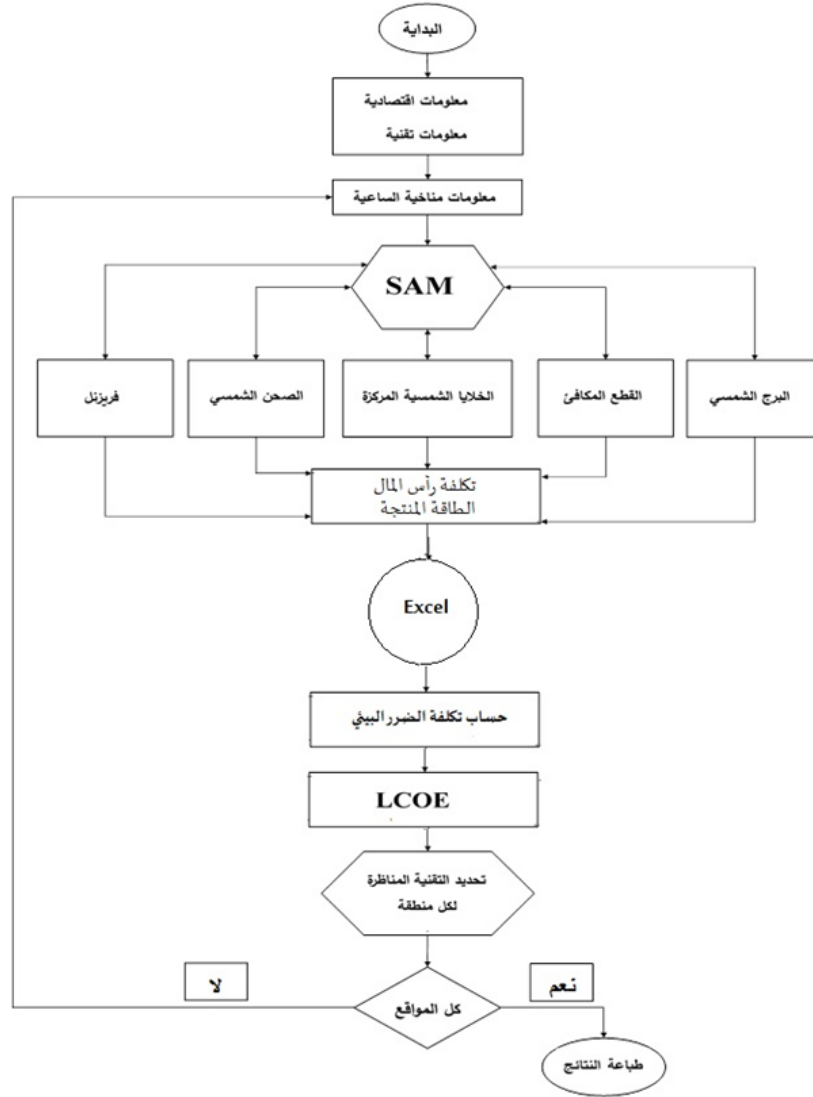 البداية
معلومات اقتصادية
معلومات تقنية
معلومات مناخية الساعية
SAM
البرج الشمسي
القطع المكافئ
الخلايا الشمسية المركزة
الصحن الشمسي
فريزنل
تكلفة رأس المال
الطاقة المنتجة
Excel
حساب تكلفة الضرر البيئي
LCOE
تحديد التقنية المناظرة
لكل منطقة
نعم
لا
كل المواقع
طباعة النتائج